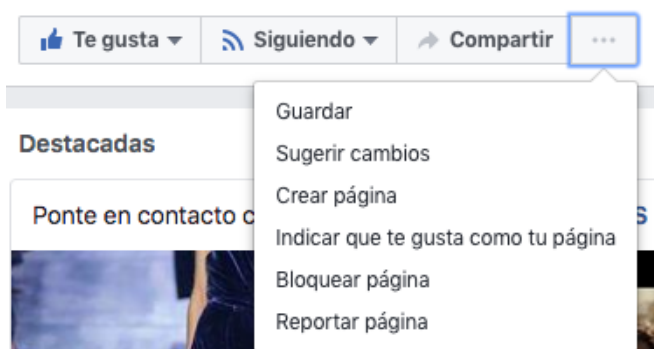 Te gusta Siguiendo Compartir ...
Guardar
Destacadas
Sugerir cambios
Crear página
Ponte en contacto c
S
Indicar que te gusta como tu página
Bloquear página
Reportar página